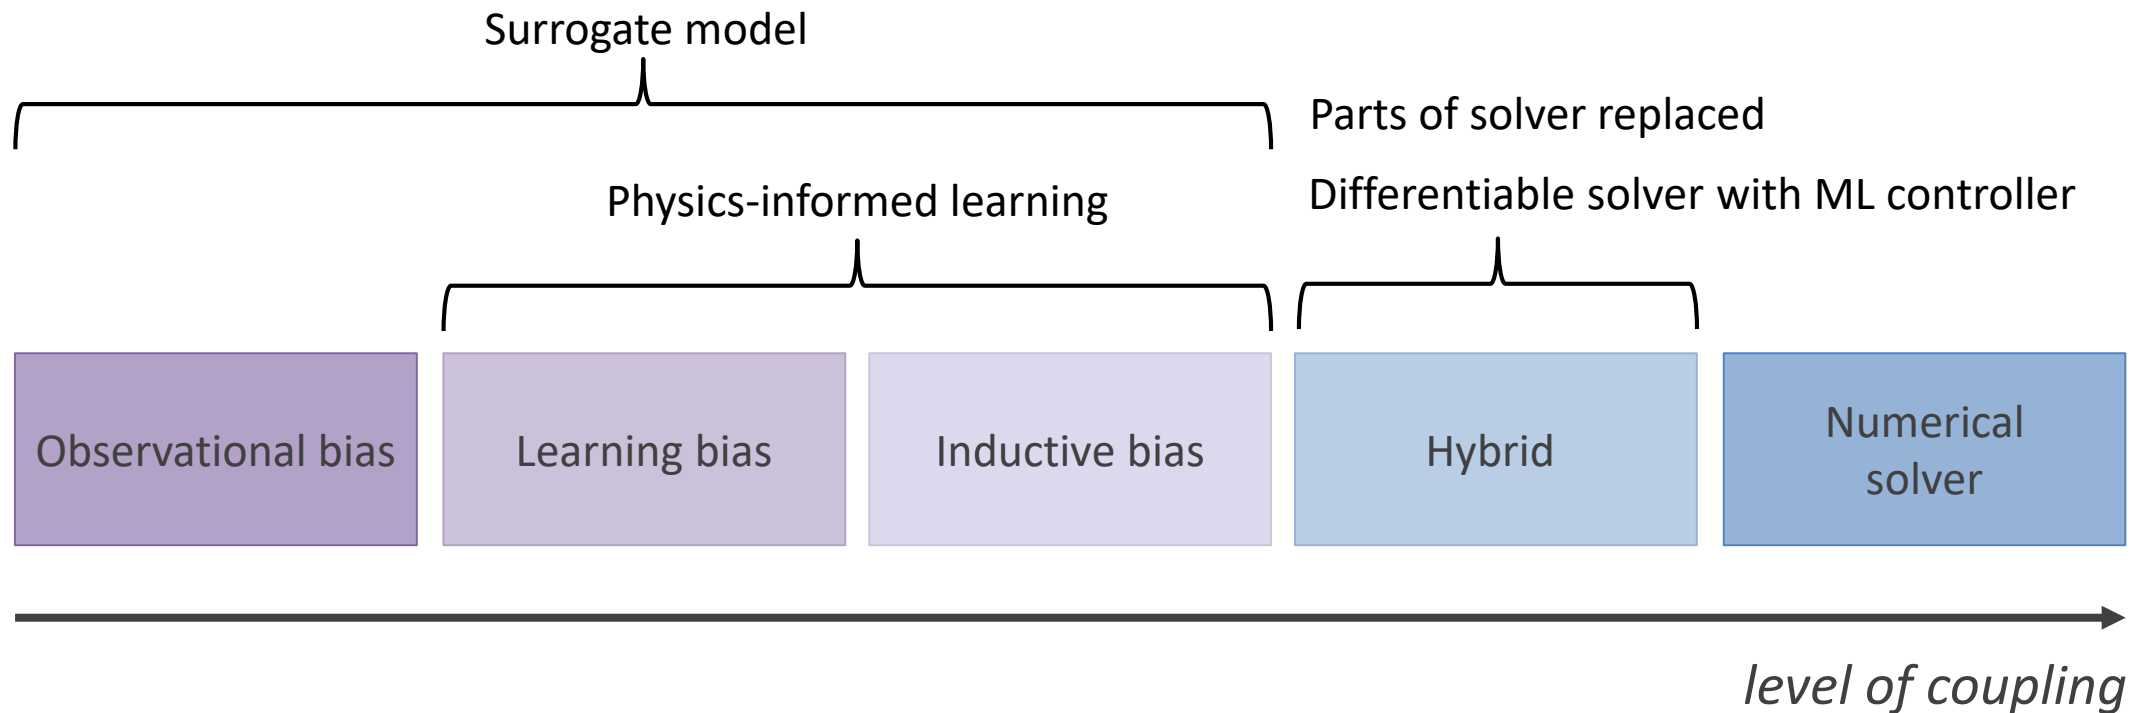 Surrogate model
Parts of solver replaced
Physics-informed learning
Differentiable solver with ML controller
Observational bias
Learning bias
Inductive bias
Hybrid
Numerical
solver
level of coupling